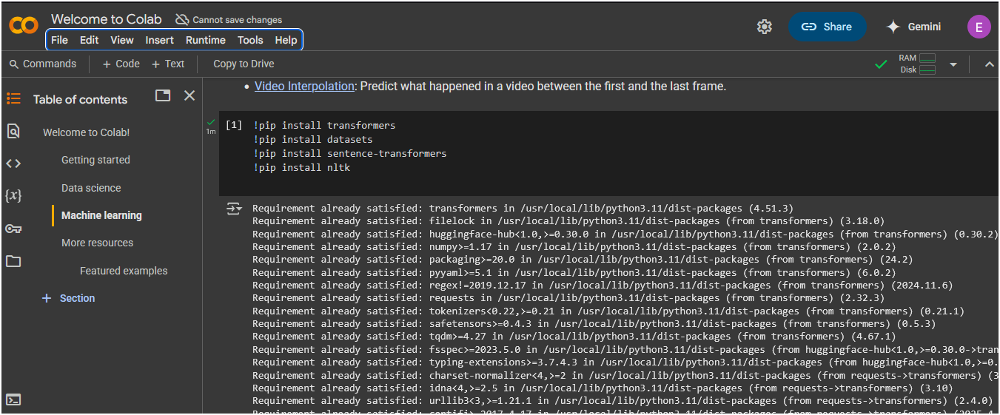 Welcome to Colab Cannot save changes
File Edit View Insert Runtime Tools Help
Share Gemini E
Commands + Code + Text Copy to Drive
RAM
Disk
Table of contents
Welcome to Colab!
Getting started
Data science
Machine learning
More resources
Featured examples
+ Section
• Video Interpolation: Predict what happened in a video between the first and the last frame.
1m
[1] !pip install transformers
!pip install datasets
!pip install sentence-transformers
!pip install nltk
Requirement already satisfied: transformers in /usr/local/lib/python3.11/dist-packages (4.51.3)
Requirement already satisfied: filelock in /usr/local/lib/python3.11/dist-packages (from transformers) (3.18.0)
Requirement already satisfied: huggingface-hub<1.0,>=0.30.0 in /usr/local/lib/python3.11/dist-packages (from transformers) (0.30.2)
Requirement already satisfied: numpy>=1.17 in /usr/local/lib/python3.11/dist-packages (from transformers) (2.0.2)
Requirement already satisfied: packaging>=20.0 in /usr/local/lib/python3.11/dist-packages (from transformers) (24.2)
Requirement already satisfied: pyyaml>=5.1 in /usr/local/lib/python3.11/dist-packages (from transformers) (6.0.2)
Requirement already satisfied: regex!=2019.12.17 in /usr/local/lib/python3.11/dist-packages (from transformers) (2024.11.6)
Requirement already satisfied: requests in /usr/local/lib/python3.11/dist-packages (from transformers) (2.32.3)
Requirement already satisfied: tokenizers<0.22,>=0.21 in /usr/local/lib/python3.11/dist-packages (from transformers) (0.21.1)
Requirement already satisfied: safetensors>=0.4.3 in /usr/local/lib/python3.11/dist-packages (from transformers) (0.5.3)
Requirement already satisfied: tqdm>=4.27 in /usr/local/lib/python3.11/dist-packages (from transformers) (4.67.1)
Requirement already satisfied: fsspec>=2023.5.0 in /usr/local/lib/python3.11/dist-packages (from huggingface-hub<1.0,>=0.30.0->tran
Requirement already satisfied: typing-extensions>=3.7.4.3 in /usr/local/lib/python3.11/dist-packages (from huggingface-hub<1.0,>=0.
Requirement already satisfied: charset-normalizer<4,>=2 in /usr/local/lib/python3.11/dist-packages (from requests->transformers) (3
Requirement already satisfied: idna<4,>=2.5 in /usr/local/lib/python3.11/dist-packages (from requests->transformers) (3.10)
Requirement already satisfied: urllib3<3,>=1.21.1 in /usr/local/lib/python3.11/dist-packages (from requests->transformers) (2.4.0)
Requirement already satisfied: certifi>=2017.4.17 in /usr/local/lib/python3.11/dist-packages (from requests->transformers) (2025.4